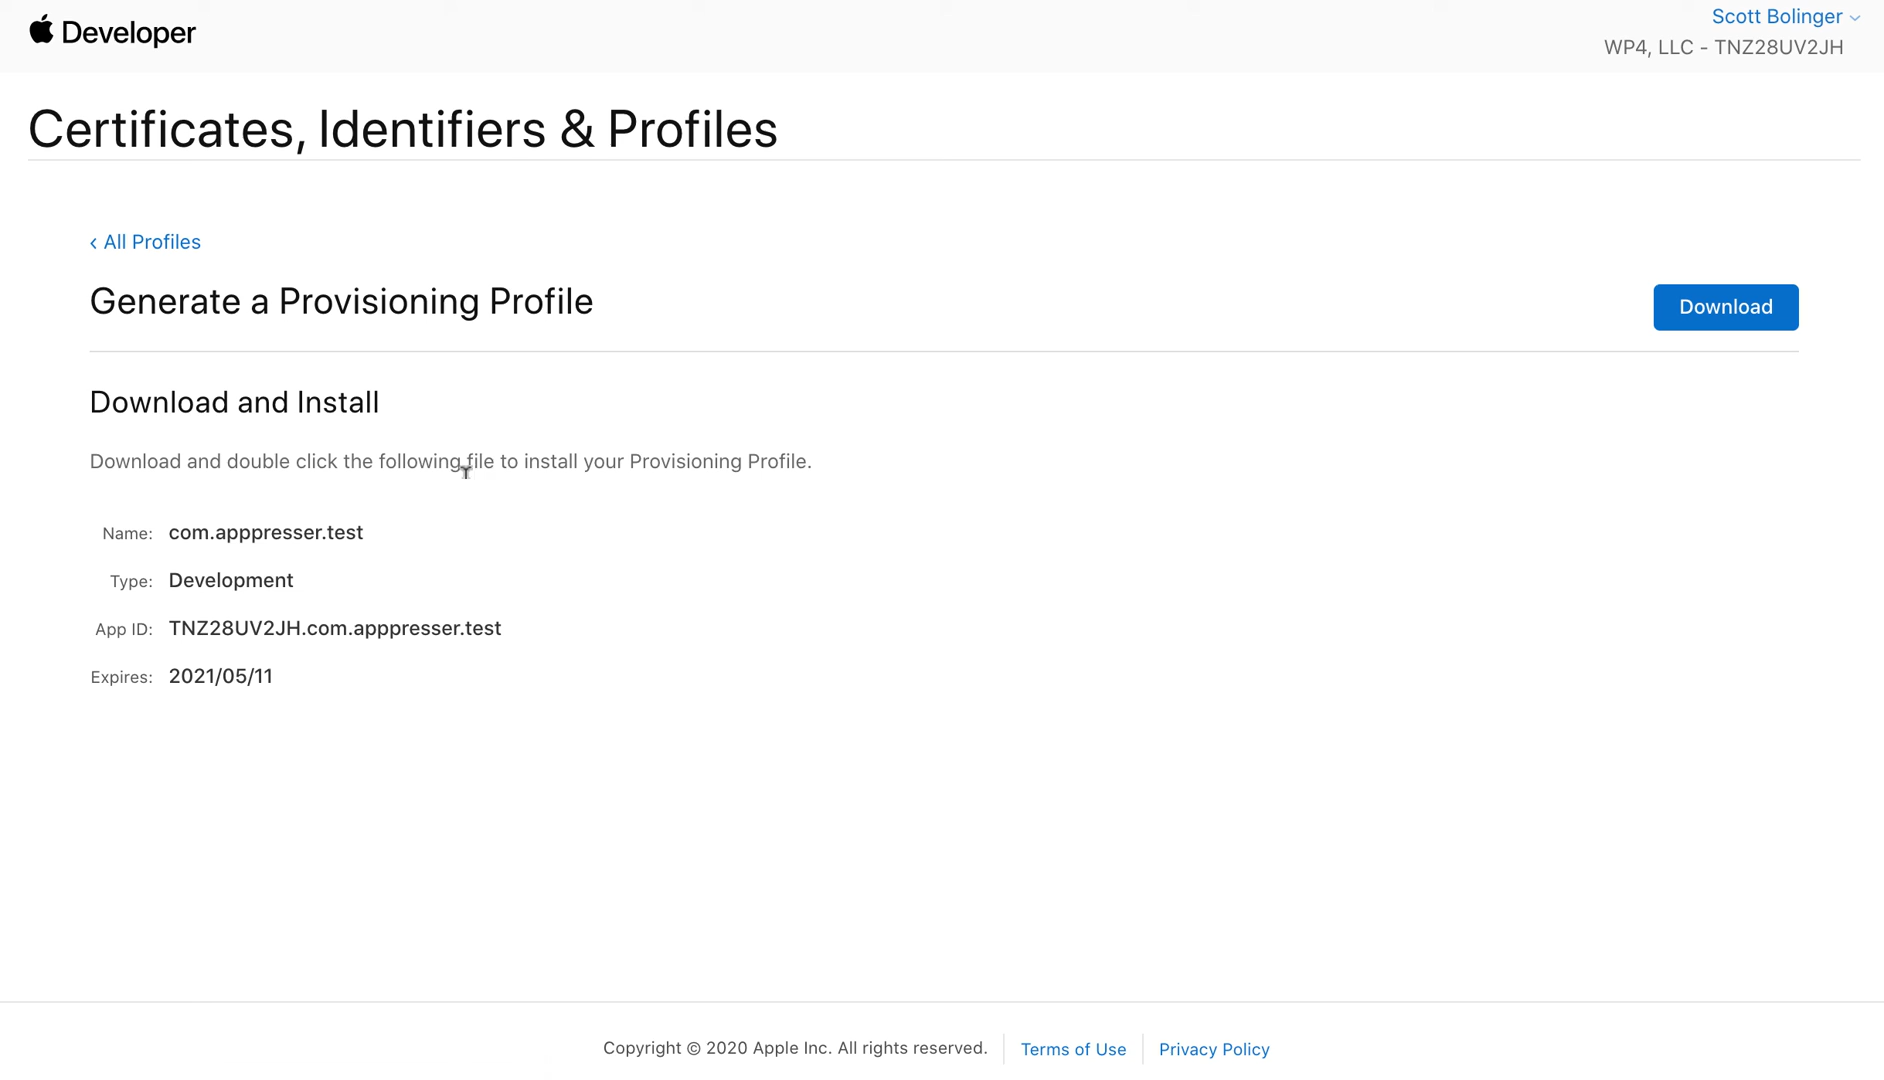 Developer
Scott Bolinger
WP4, LLC - TNZ28UV2JH
Certificates, Identifiers & Profiles
‹ All Profiles
Generate a Provisioning Profile
Download
Download and Install
Download and double click the following file to install your Provisioning Profile.
Name: com.apppresser.test
Type: Development
App ID: TNZ28UV2JH.com.apppresser.test
Expires: 2021/05/11
Copyright © 2020 Apple Inc. All rights reserved. Terms of Use Privacy Policy